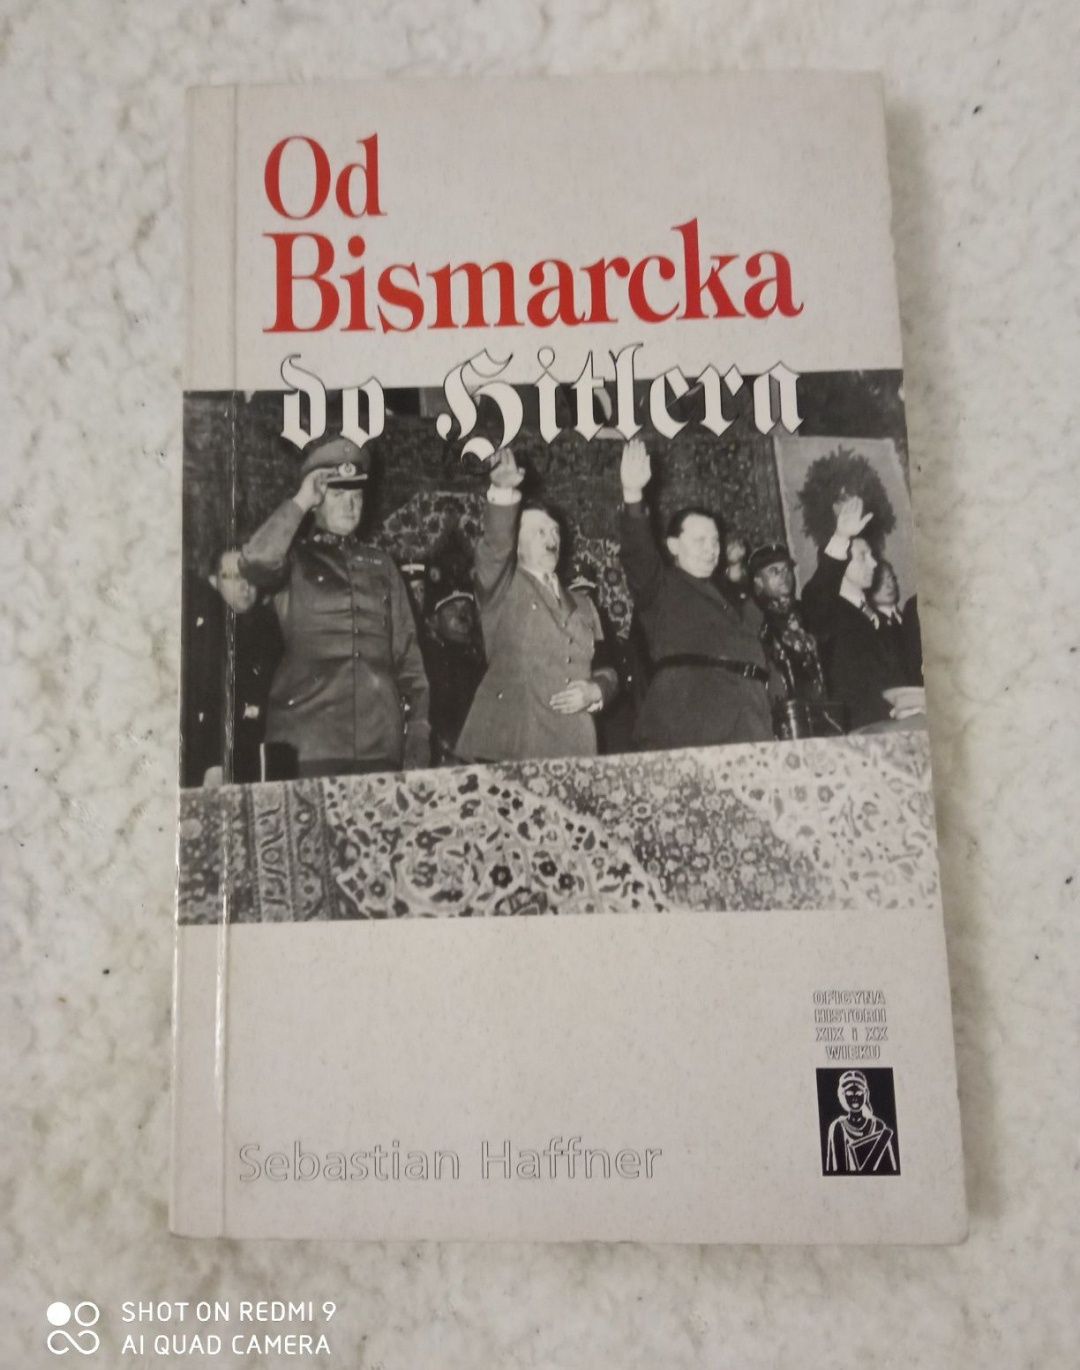 Od
Bismarcka
do Hitlera
OFICYNA
HISTORII
XIX i XX
WIEKU
Sebastian Haffner
SHOT ON REDMI 9
AI QUAD CAMERA